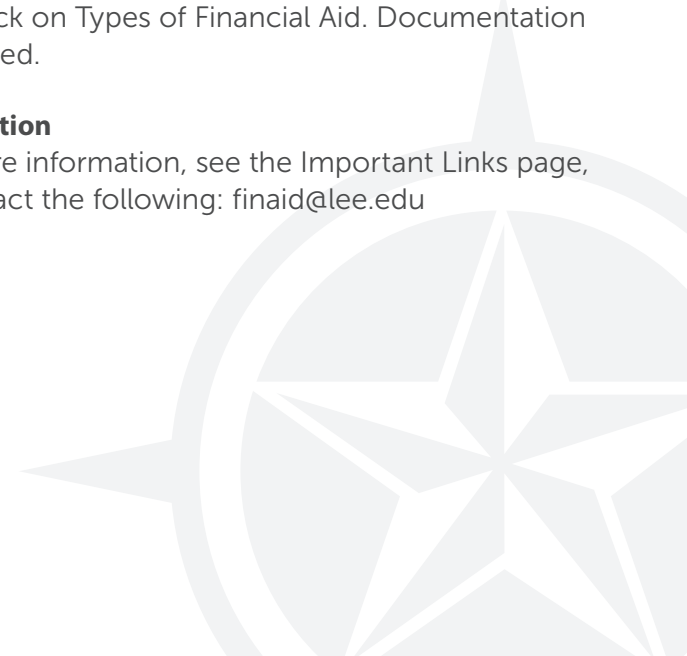 ck on Types of Financial Aid. Documentation
ed.
tion
re information, see the Important Links page,
act the following: finaid@lee.edu